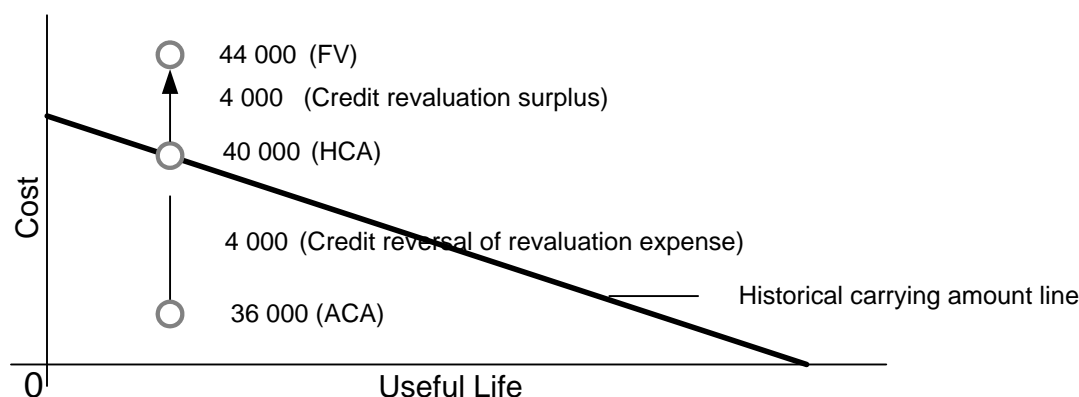 44 000 (FV)
4 000 (Credit revaluation surplus)
40 000 (HCA)
Cost
4 000 (Credit reversal of revaluation expense)
Historical carrying amount line
36 000 (ACA)
0
Useful Life